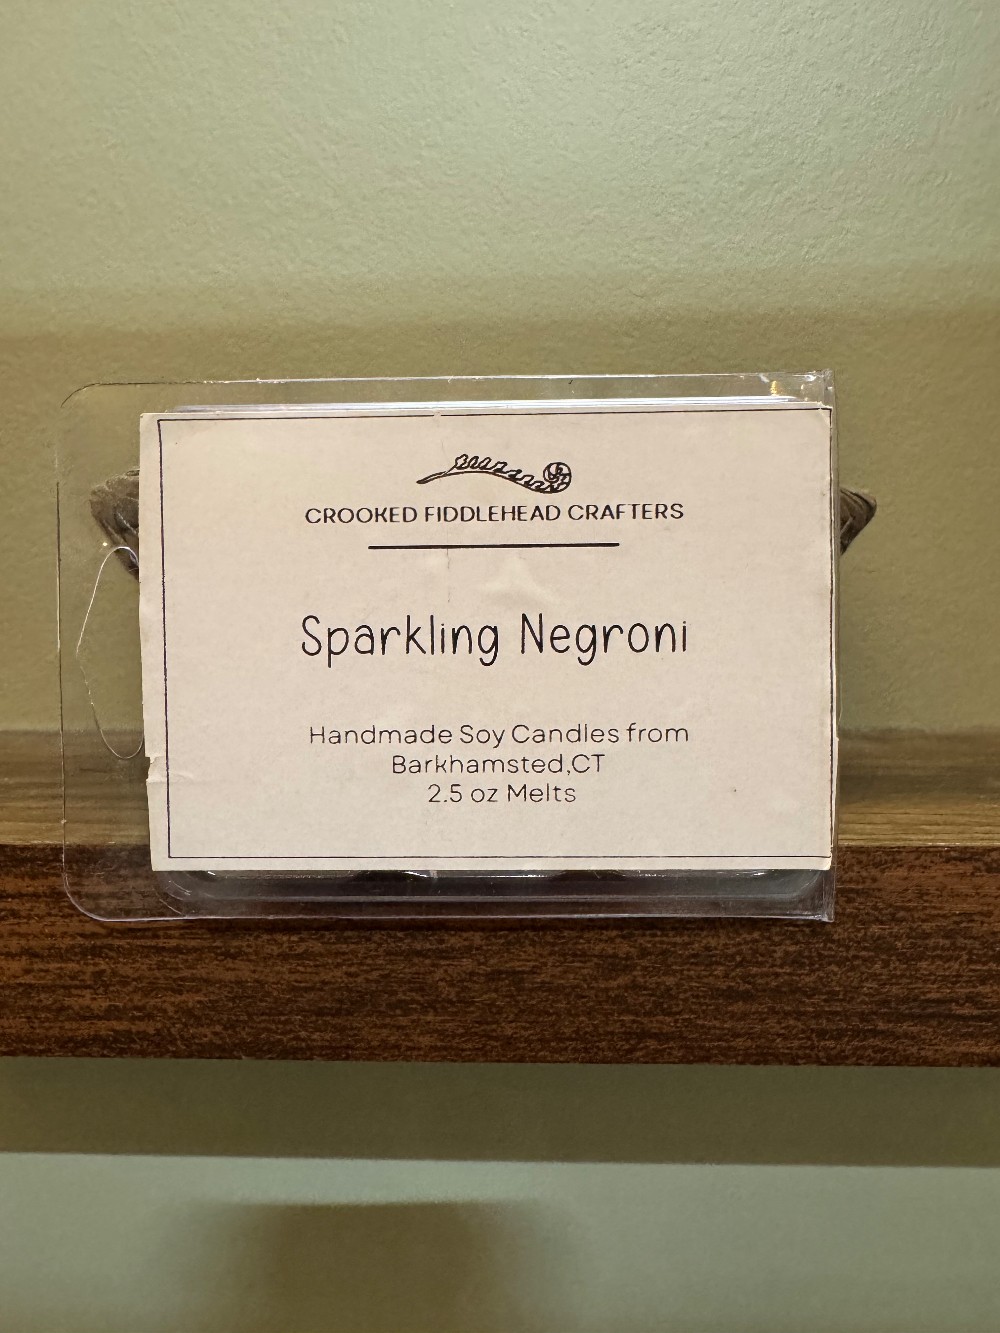 CROOKED FIDDLEHEAD CRAFTERS
Sparkling Negroni
Handmade Soy Candles from
Barkhamsted,CT
2.5 oz Melts